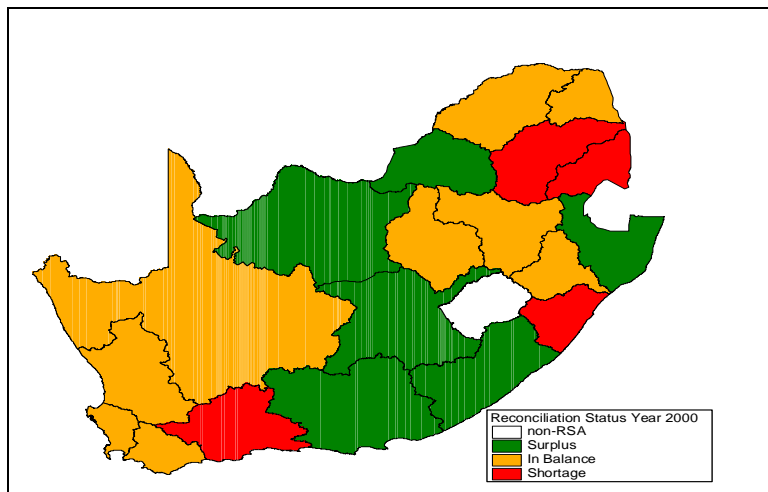 Reconciliation Status Year 2000
non-RSA
Surplus
In Balance
Shortage